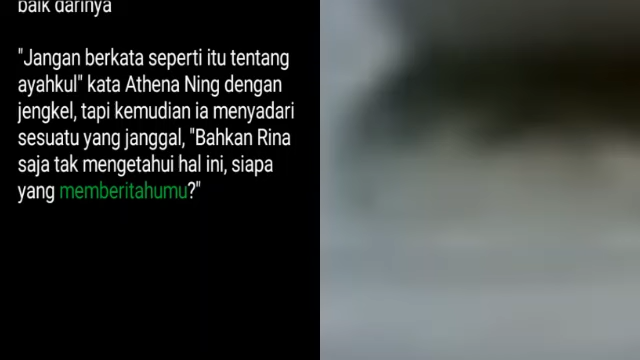 baik darinya
"Jangan berkata seperti itu tentang
ayahkul" kata Athena Ning dengan
jengkel, tapi kemudian ia menyadari
sesuatu yang janggal, "Bahkan Rina
saja tak mengetahui hal ini, siapa
yang memberitahumu?"